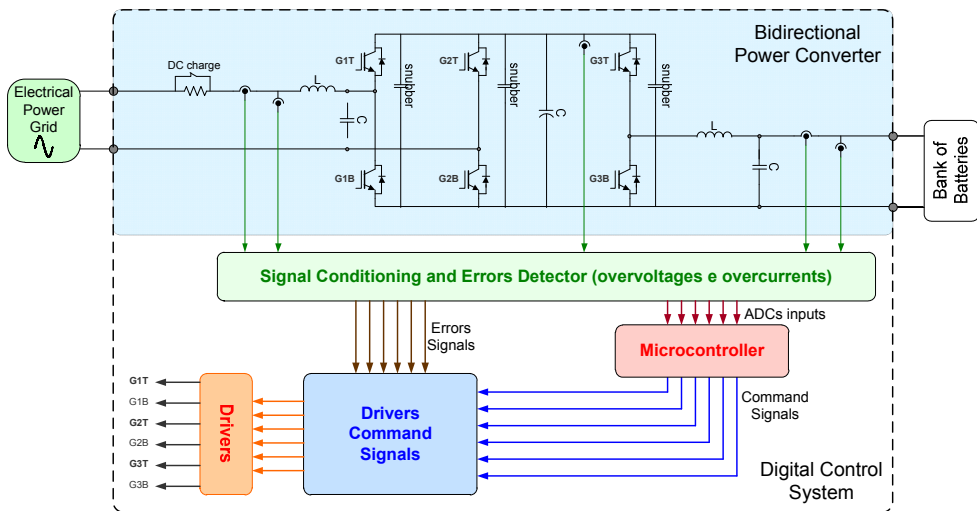 Bidirectional
Power Converter
Electrical
Power
Grid
DC charge
L
C
G1T
snubber
G2T
snubber
C
G3T
snubber
G1B
G2B
G3B
L
C
Bank of
Batteries
Signal Conditioning and Errors Detector (overvoltages e overcurrents)
Errors
Signals
ADCs inputs
Microcontroller
Command
Signals
Drivers
Command
Signals
Drivers
G1T
G1B
G2T
G2B
G3T
G3B
Digital Control
System